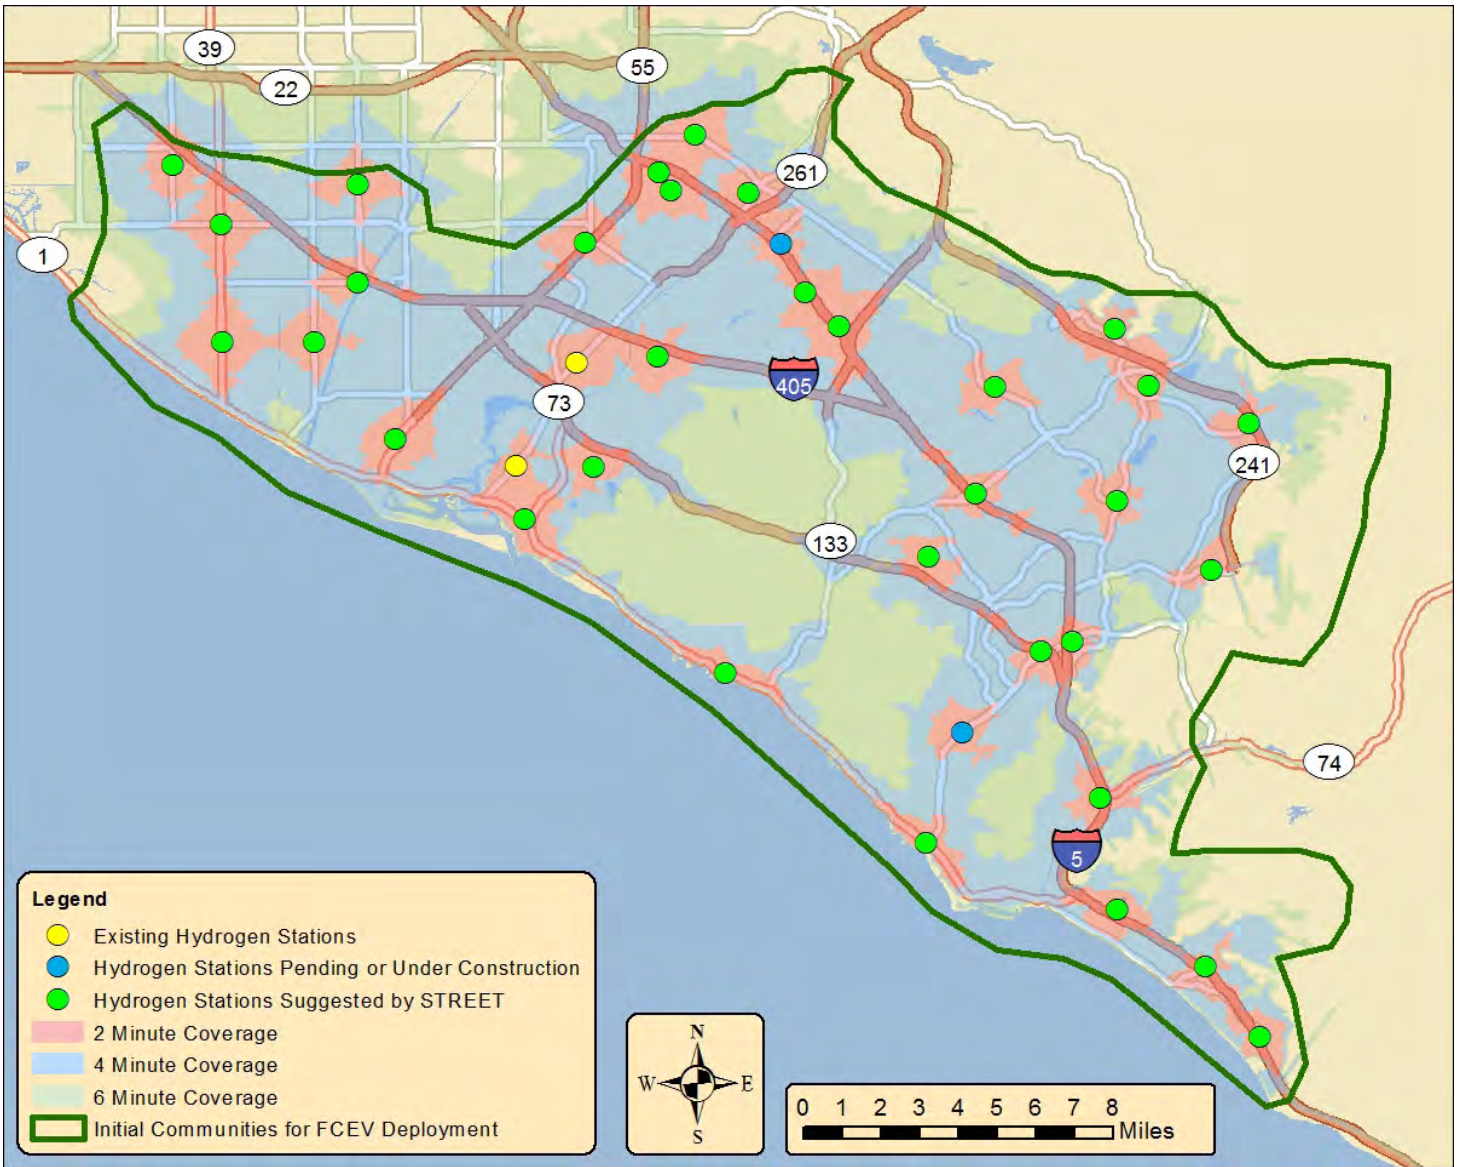 39
22
55
261
1
405
73
241
133
74
5
Legend
Existing Hydrogen Stations
Hydrogen Stations Pending or Under Construction
Hydrogen Stations Suggested by STREET
2 Minute Coverage
4 Minute Coverage
6 Minute Coverage
Initial Communities for FCEV Deployment
N
W E
S
0 1 2 3 4 5 6 7 8
Miles